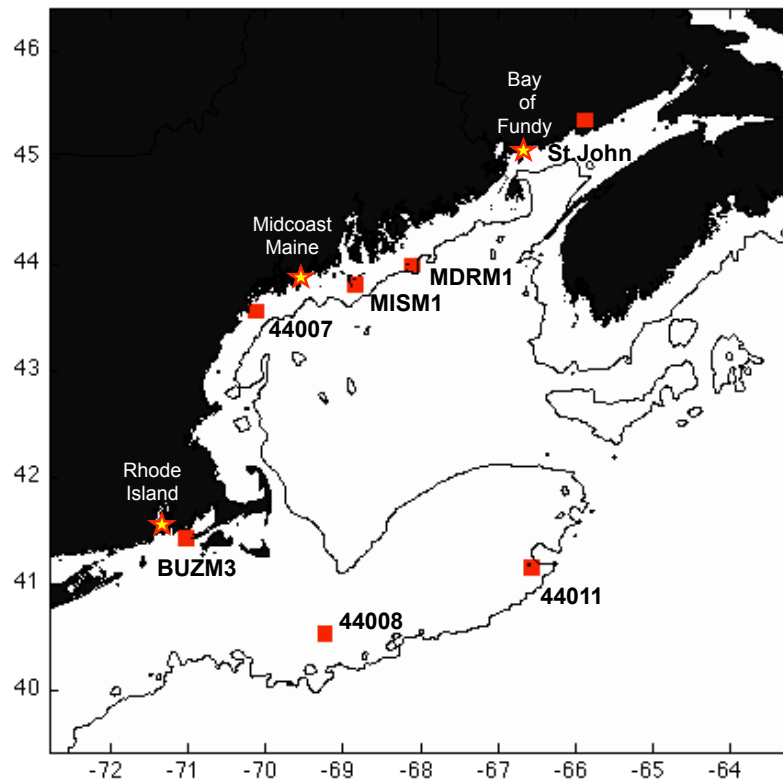 46
Bay
of
Fundy
45
St.John
Midcoast
Maine
44
MDRM1
MISM1
44007
43
42
Rhode
Island
41
BUZM3
44011
44008
40
-72
-71
-70
-69
-68
-67
-66
-65
-64